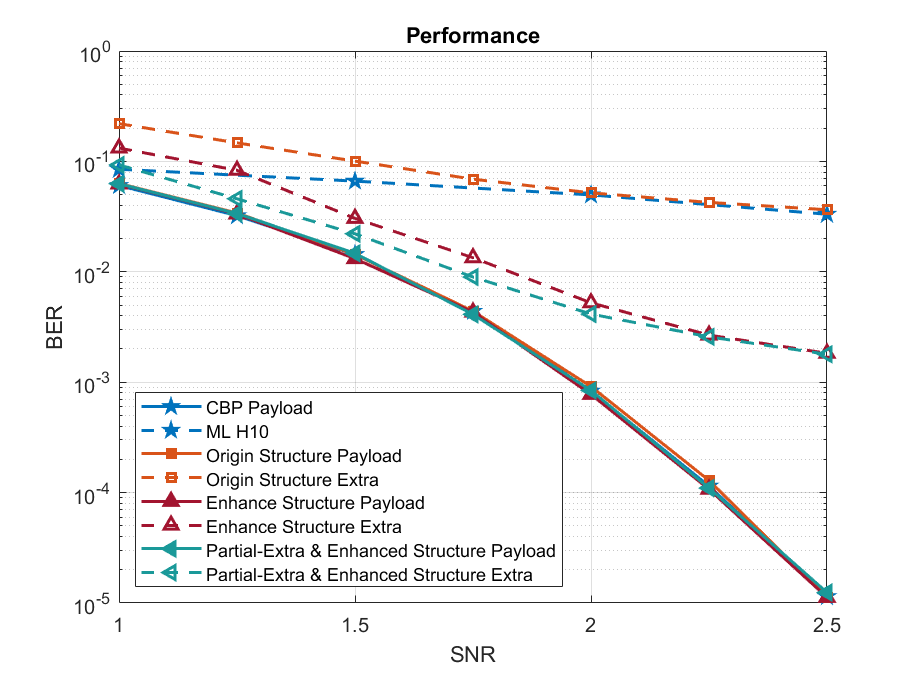 Performance
10^0
10^-1
10^-2
10^-3
10^-4
10^-5
BER
CBP Payload
ML H10
Origin Structure Payload
Origin Structure Extra
Enhance Structure Payload
Enhance Structure Extra
Partial-Extra & Enhanced Structure Payload
Partial-Extra & Enhanced Structure Extra
1 1.5 2 2.5
SNR